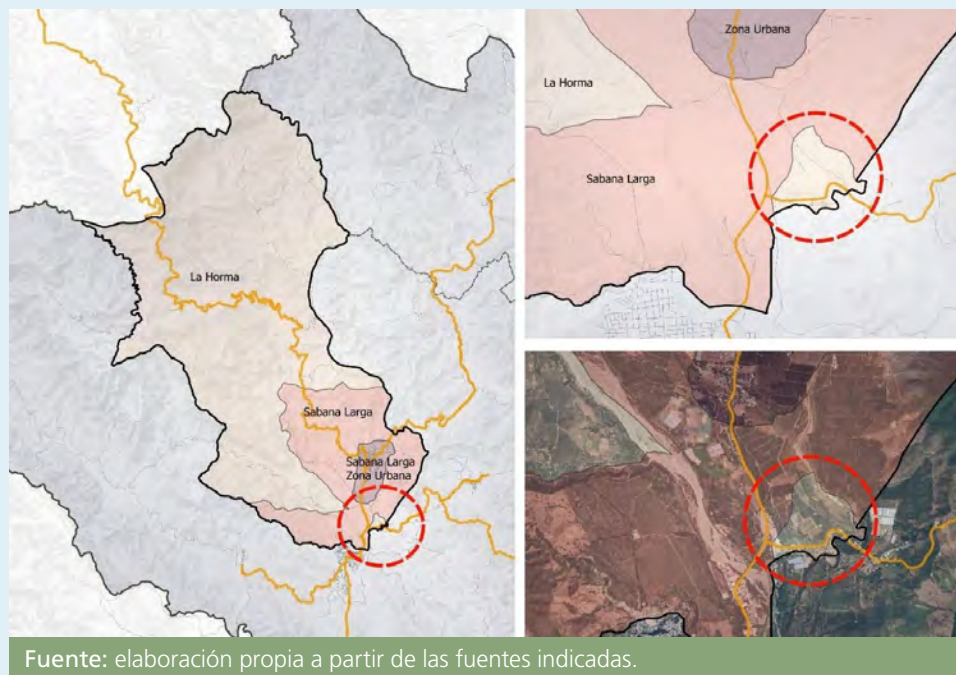 La Horma
Sabana Larga
Sabana Larga
Zona Urbana
Zona Urbana
La Horma
Sabana Larga
Fuente: elaboración propia a partir de las fuentes indicadas.